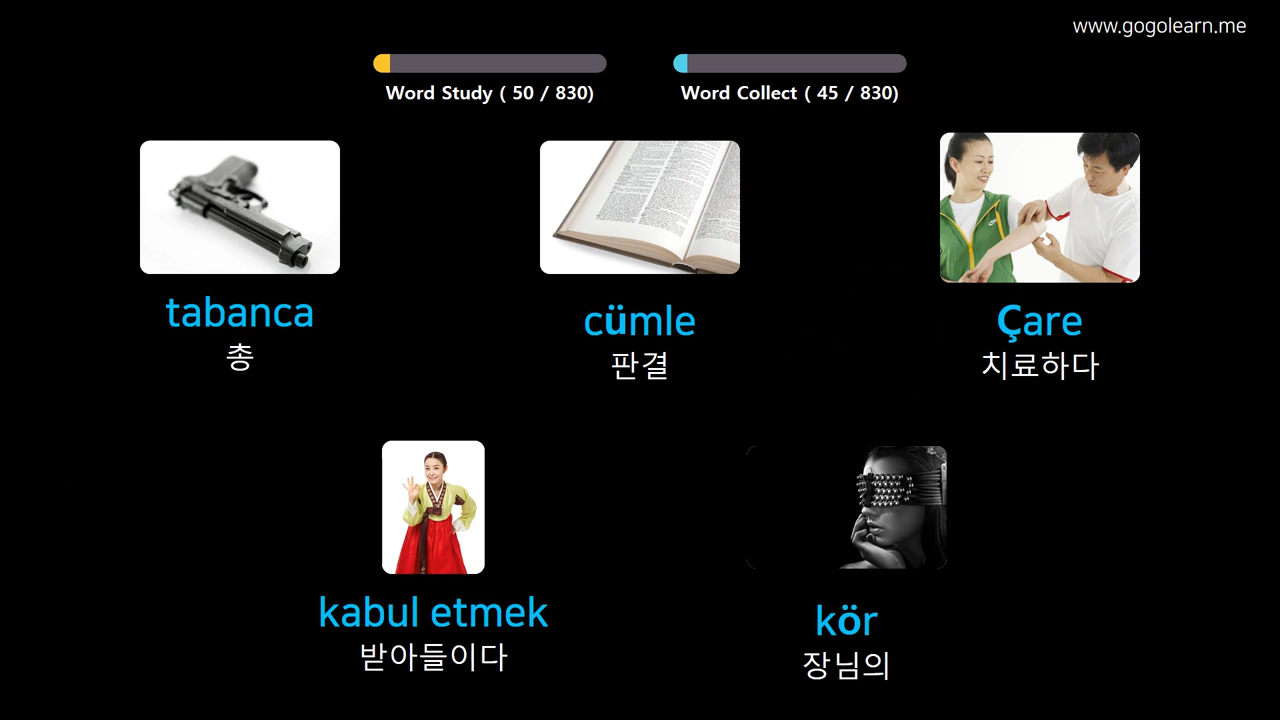 www.gogolearn.me
Word Study ( 50 / 830)
Word Collect ( 45 / 830)
tabanca
총
cümle
판결
Çare
치료하다
kabul etmek
받아들이다
kör
장님의